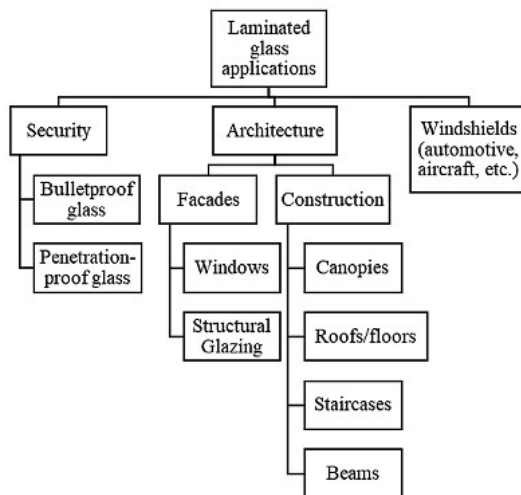 Laminated
glass
applications
Security
Architecture
Windshields
(automotive,
aircraft, etc.)
Bulletproof
glass
Penetration-
proof glass
Facades
Construction
Windows
Structural
Glazing
Canopies
Roofs/floors
Staircases
Beams